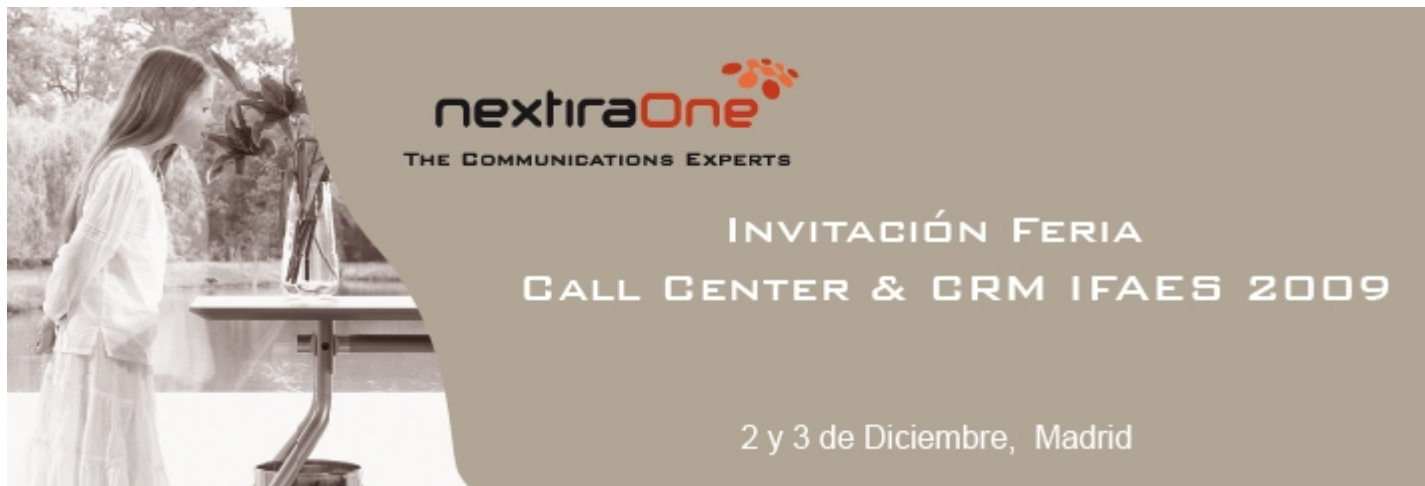 nextiraOne
THE COMMUNICATIONS EXPERTS
INVITACIÓN FERIA
CALL CENTER & CRM IFAES 2009
2 y 3 de Diciembre, Madrid